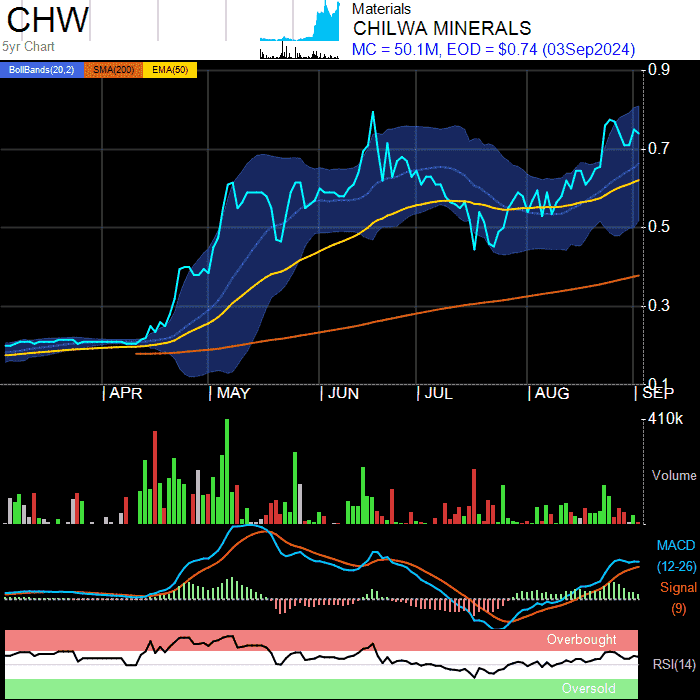 CHW
5yr Chart
Materials
CHILWA MINERALS
MC = 50.1M, EOD = $0.74 (03Sep2024)
BollBands(20,2) SMA(200) EMA(50)
0.9
0.7
0.5
0.3
0.1
APR MAY JUN JUL AUG SEP
410k
Volume
MACD
(12-26)
Signal
(9)
Overbought
RSI(14)
Oversold